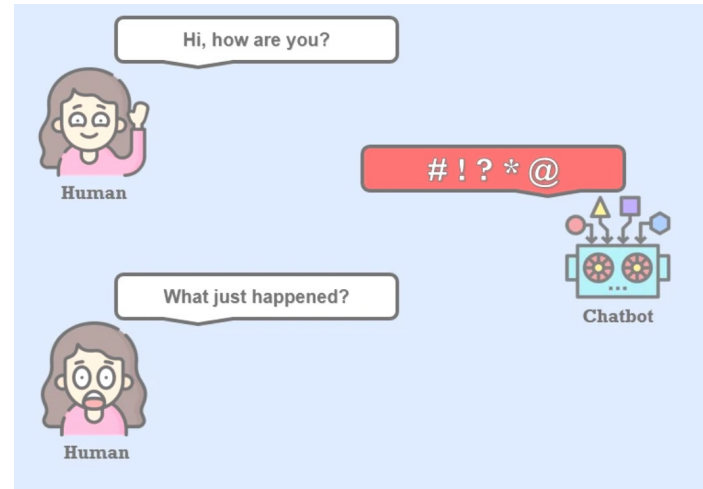 Hi, how are you?
Human
# ! ? * @
Chatbot
What just happened?
Human